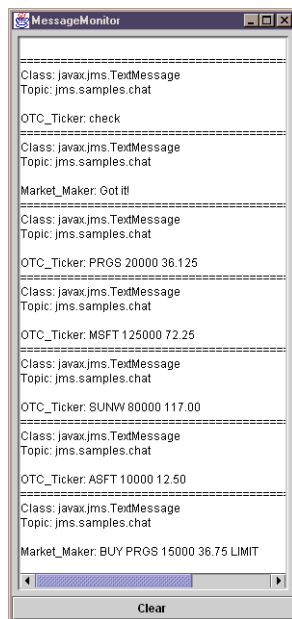 MessageMonitor
==========================================
Class: javax.jms.TextMessage
Topic: jms.samples.chat
OTC_Ticker: check
==========================================
Class: javax.jms.TextMessage
Topic: jms.samples.chat
Market_Maker: Got it!
==========================================
Class: javax.jms.TextMessage
Topic: jms.samples.chat
OTC_Ticker: PRGS 20000 36.125
==========================================
Class: javax.jms.TextMessage
Topic: jms.samples.chat
OTC_Ticker: MSFT 125000 72.25
==========================================
Class: javax.jms.TextMessage
Topic: jms.samples.chat
OTC_Ticker: SUNW 80000 117.00
==========================================
Class: javax.jms.TextMessage
Topic: jms.samples.chat
OTC_Ticker: ASFT 10000 12.50
==========================================
Class: javax.jms.TextMessage
Topic: jms.samples.chat
Market_Maker: BUY PRGS 15000 36.75 LIMIT
Clear